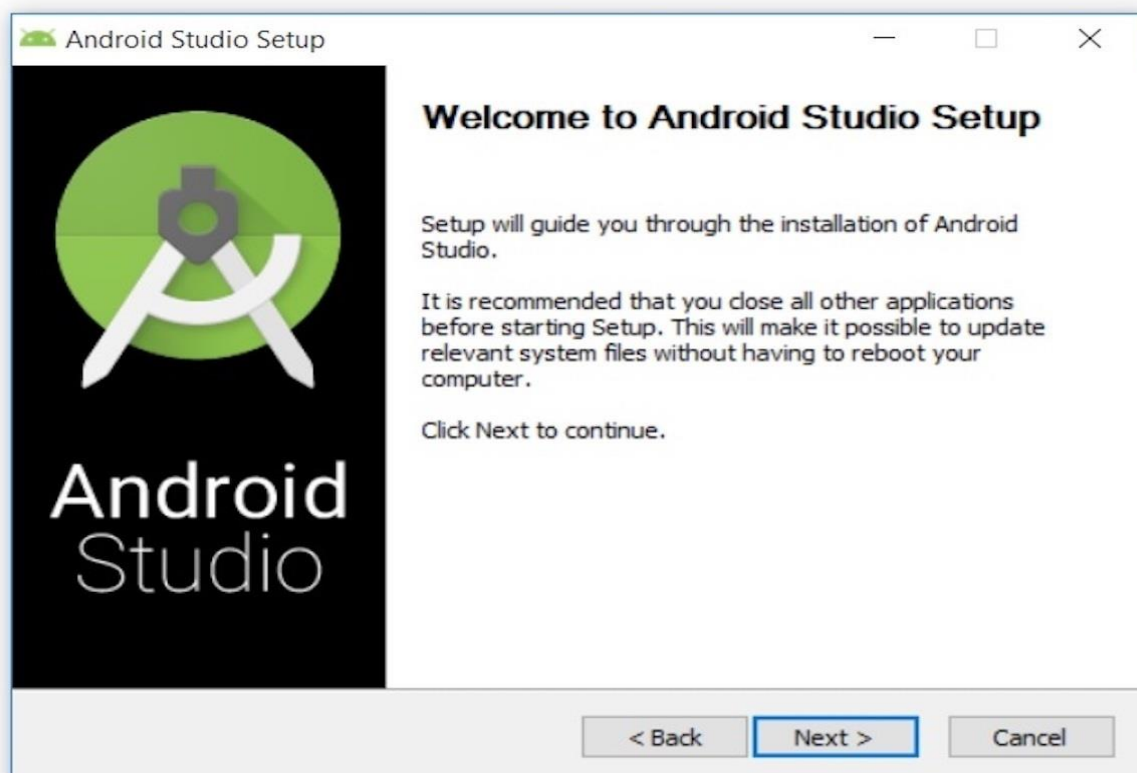 Android Studio Setup
Welcome to Android Studio Setup
Setup will guide you through the installation of Android
Studio.
It is recommended that you close all other applications
before starting Setup. This will make it possible to update
relevant system files without having to reboot your
computer.
Click Next to continue.
Android
Studio
< Back
Next >
Cancel